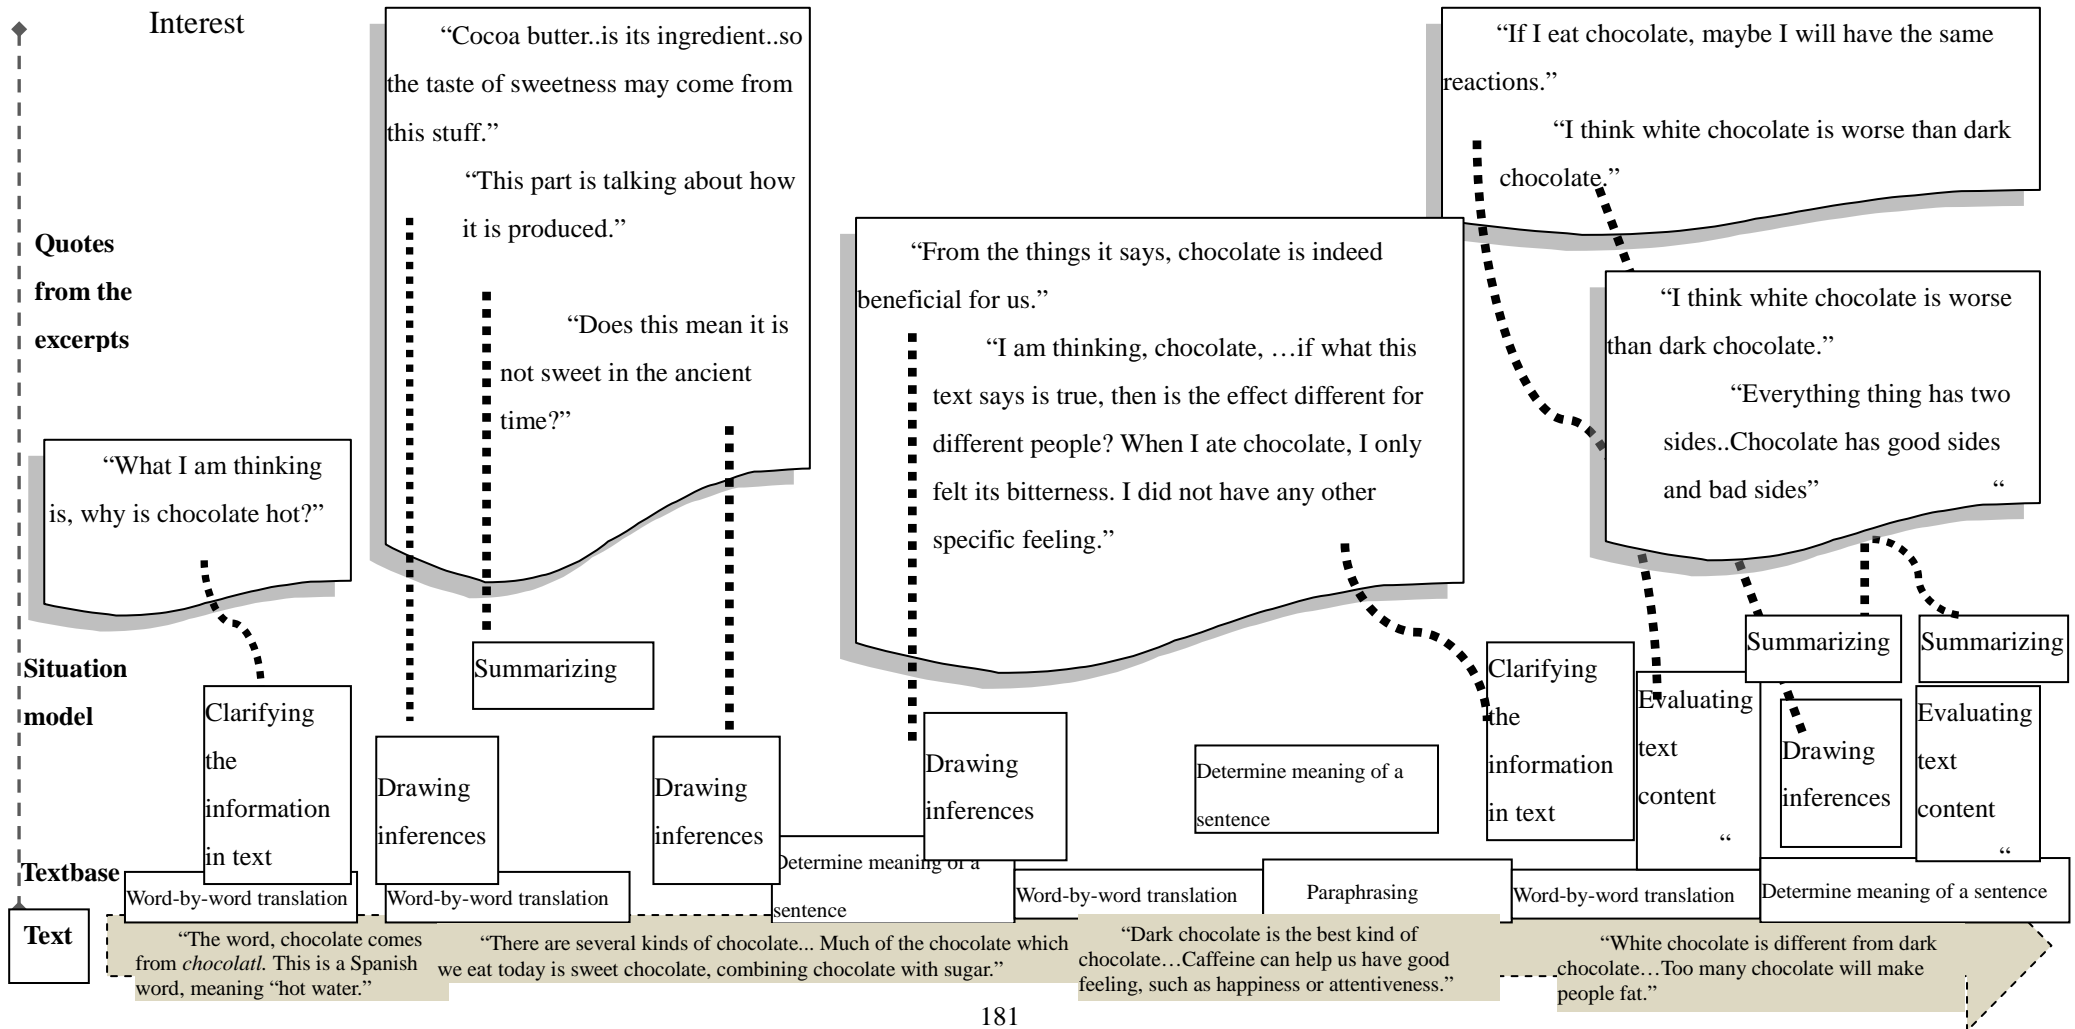 Interest
“Cocoa butter..is its ingredient..so
the taste of sweetness may come from
this stuff.”
“This part is talking about how
it is produced.”
“Does this mean it is
not sweet in the ancient
time?”
“If I eat chocolate, maybe I will have the same
reactions.”
“I think white chocolate is worse than dark
chocolate.”
Quotes
from the
excerpts
“From the things it says, chocolate is indeed
beneficial for us.”
“I am thinking, chocolate, …if what this
text says is true, then is the effect different for
different people? When I ate chocolate, I only
felt its bitterness. I did not have any other
specific feeling.”
“I think white chocolate is worse
than dark chocolate.”
“Everything thing has two
sides..Chocolate has good sides
and bad sides”
“
“What I am thinking
is, why is chocolate hot?”
Situation
model
Clarifying
the
information
in text
Summarizing
Drawing
inferences
Drawing
inferences
Drawing
inferences
Determine meaning of a
sentence
Clarifying
the
information
in text
Evaluating
text
content
“
Summarizing
Drawing
inferences
Summarizing
Evaluating
text
content
“
Textbase
Word-by-word translation
Word-by-word translation
Determine meaning of a
sentence
Word-by-word translation
Paraphrasing
Word-by-word translation
Determine meaning of a sentence
Text
“The word, chocolate comes
from chocolatl. This is a Spanish
word, meaning “hot water.”
“There are several kinds of chocolate... Much of the chocolate which
we eat today is sweet chocolate, combining chocolate with sugar.”
“Dark chocolate is the best kind of
chocolate…Caffeine can help us have good
feeling, such as happiness or attentiveness.”
“White chocolate is different from dark
chocolate…Too many chocolate will make
people fat.”
181